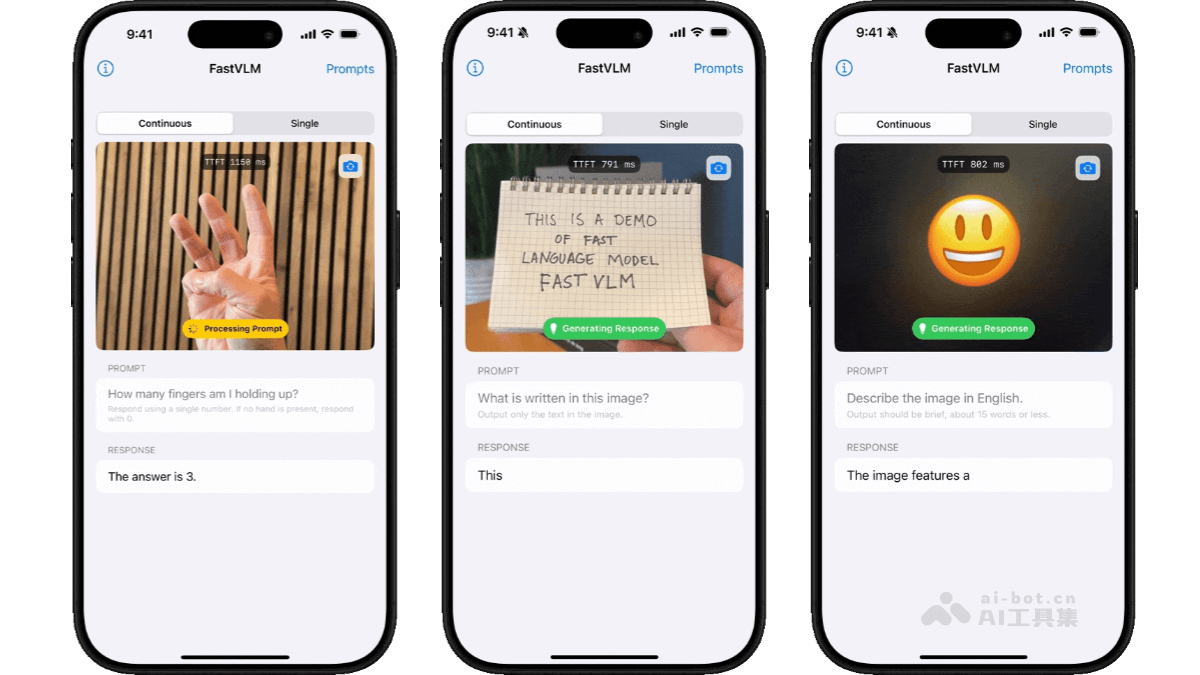 9:41
FastVLM
Prompts
Continuous
Single
TTFT 1150 ms
Processing Prompt
PROMPT
How many fingers am I holding up?
Respond using a single number. If no hand is present, respond
with 0.
RESPONSE
The answer is 3.
9:41
FastVLM
Prompts
Continuous
Single
TTFT 791 ms
THIS IS A DEMO
OF FAST
LANGUAGE MODEL
FAST VLM
Generating Response
PROMPT
What is written in this image?
Output only the text in the image.
RESPONSE
This
9:41
FastVLM
Prompts
Continuous
Single
TTFT 802 ms
Generating Response
PROMPT
Describe the image in English.
Output should be brief, about 15 words or less.
RESPONSE
The image features a
ai-bot.cn
AI工具集